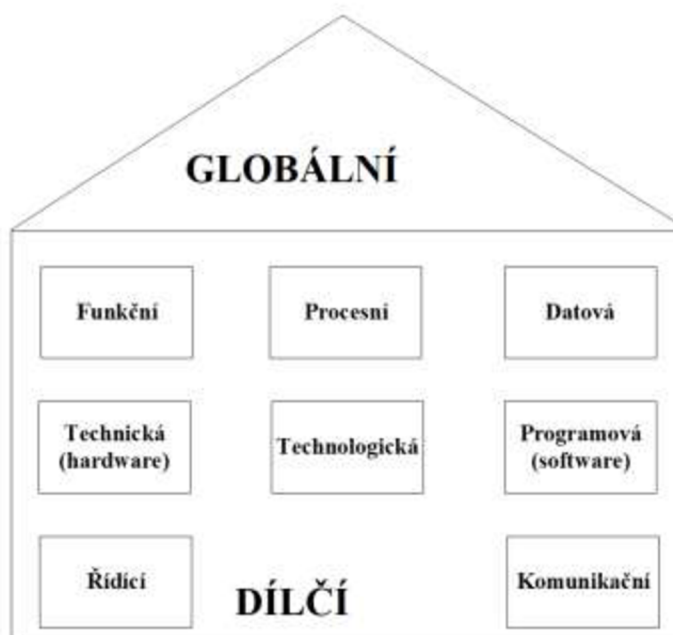 GLOBÁLNÍ
Funkční
Procesní
Datová
Technická
(hardware)
Technologická
Programová
(software)
Řídící
DÍLČÍ
Komunikační